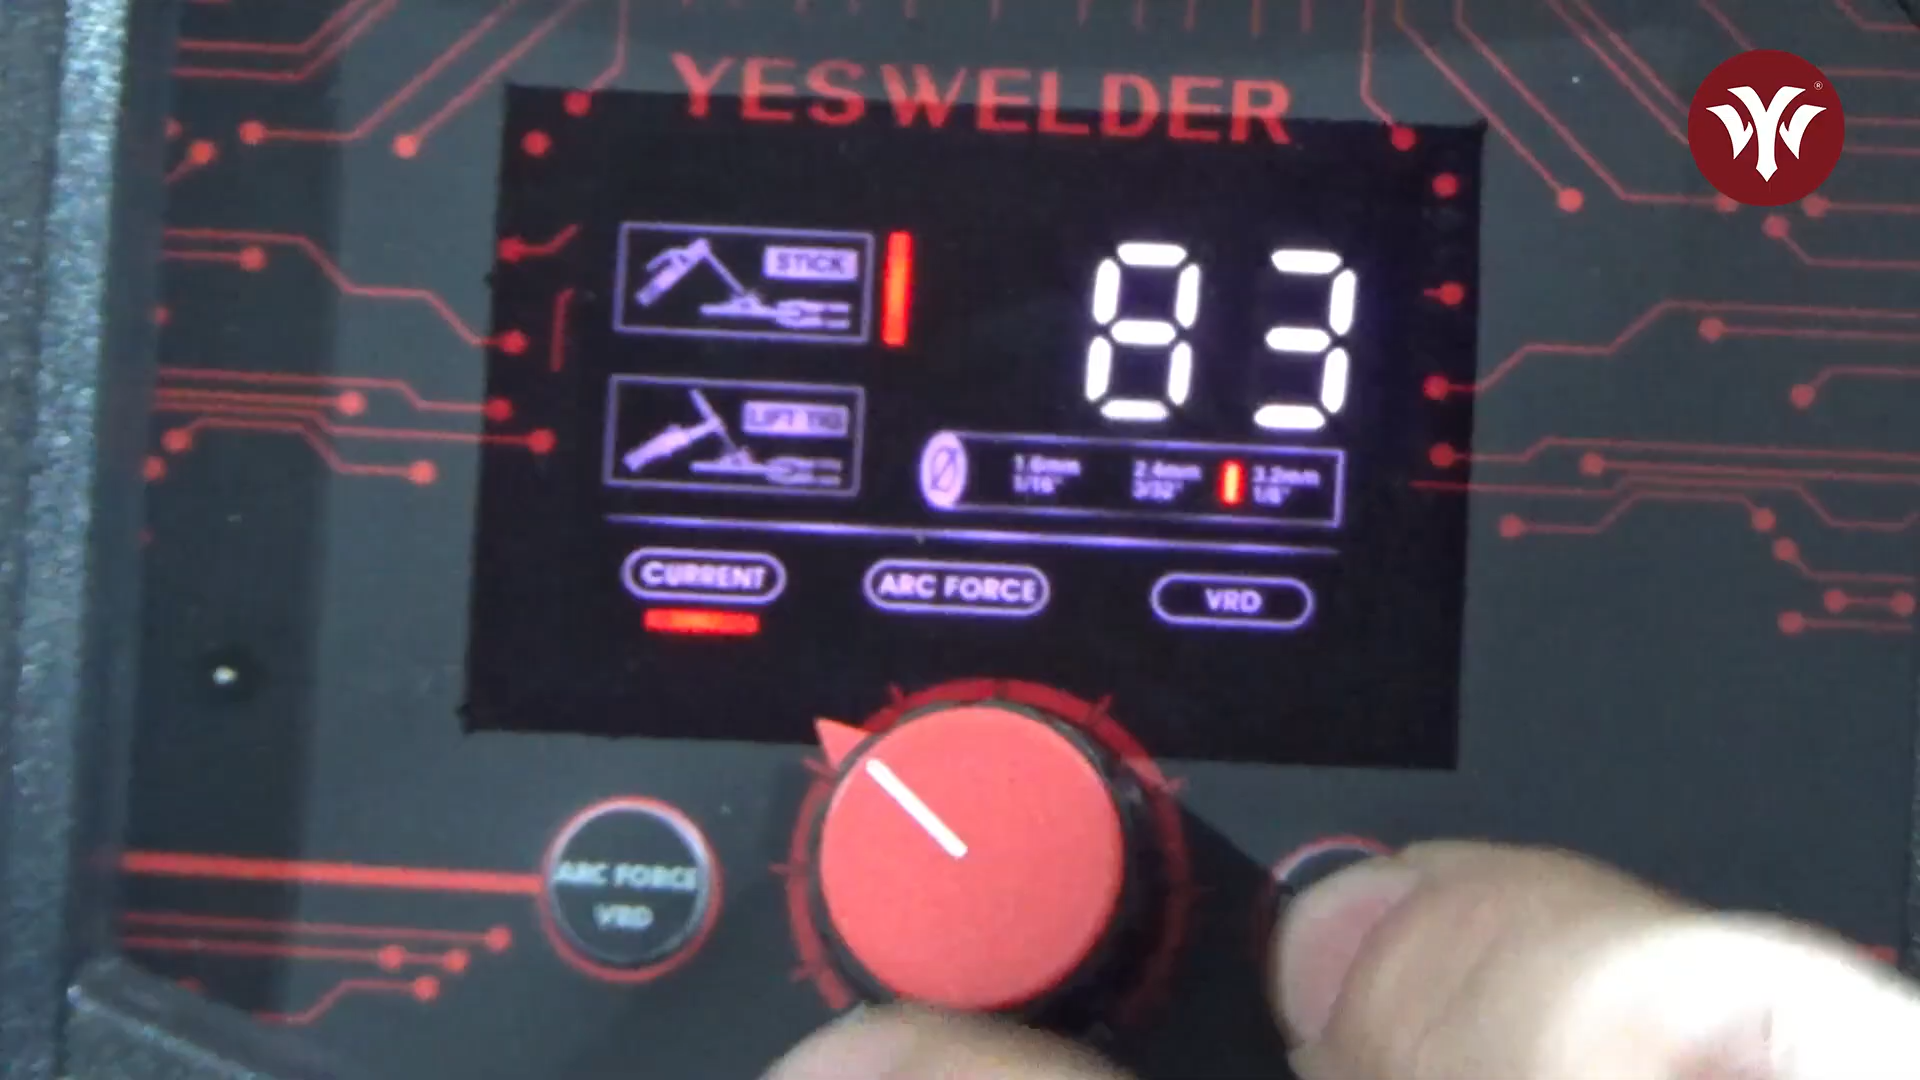 YESWELDER
STICK
83
LIFT TIG
1.6mm 2.4mm 3.2mm
1/16" 3/32" 1/8"
CURRENT ARC FORCE VRD
ARC FORCE
VRD